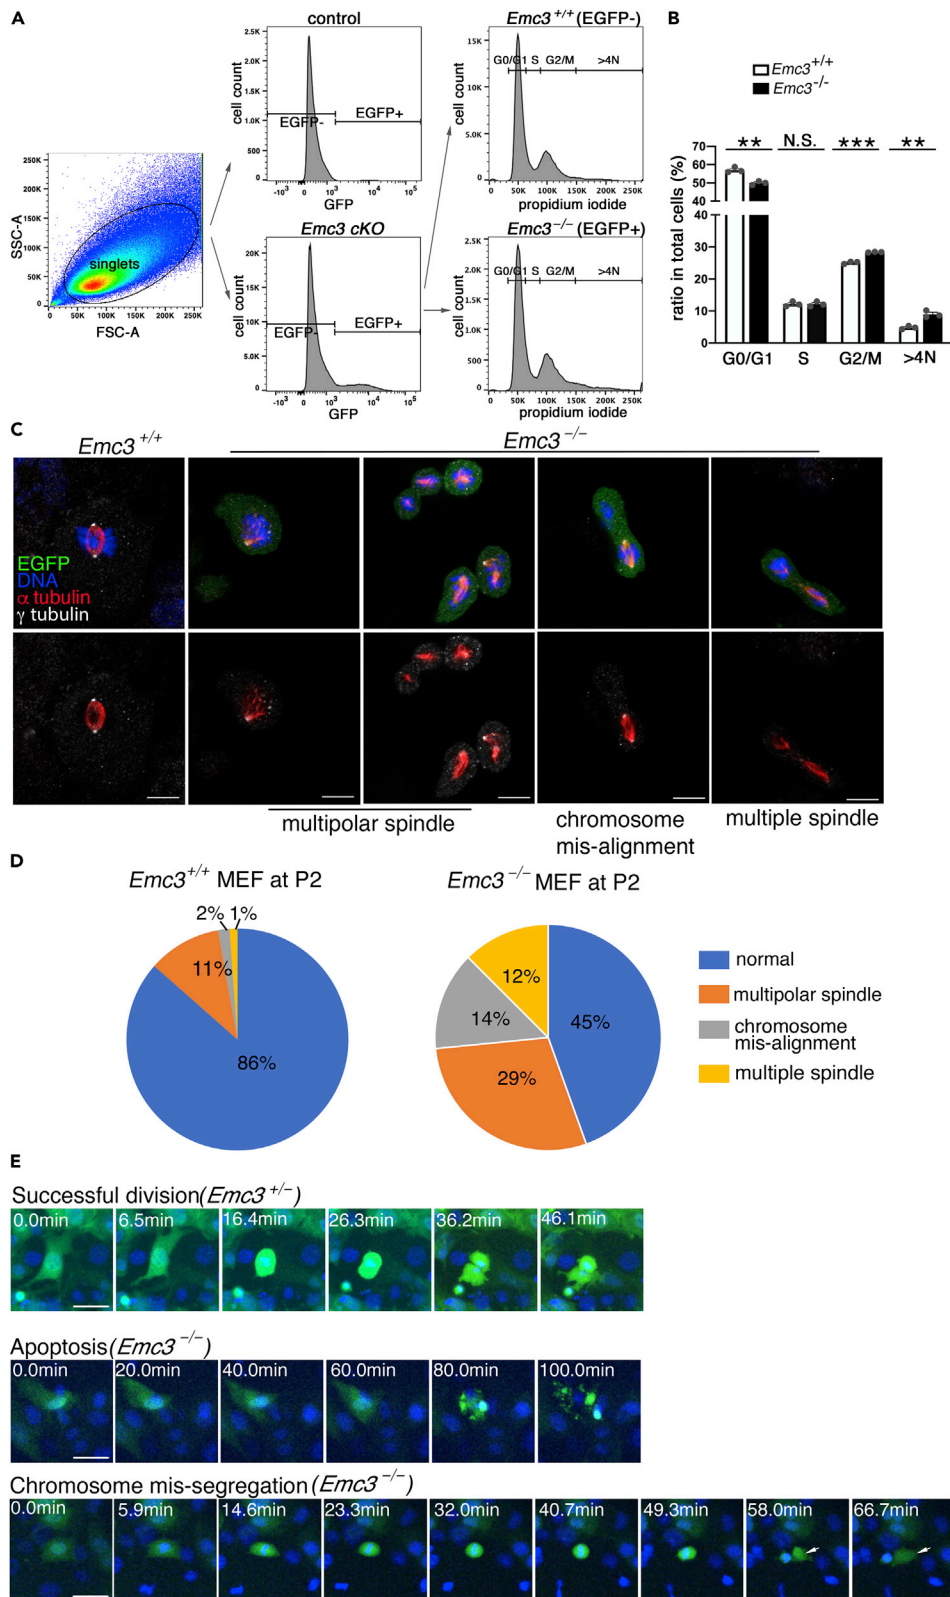 A
control
Emc3+/+ (EGFP-)
B
2.5K
2.0K
1.5K
1.0K
500
0
cell count
EGFP-
EGFP+
-10³ 0 10³ 10⁴ 10⁵
GFP
15K
10K
5.0K
0
cell count
G0/G1 S G2/M >4N
0 50K 100K 150K 200K 250K
propidium iodide
250K
200K
150K
100K
50K
0
SSC-A
singlets
0 50K 100K 150K 200K 250K
FSC-A
Emc3 cKO
20K
15K
10K
5.0K
0
cell count
EGFP-
EGFP+
-10³ 0 10³ 10⁴ 10⁵
GFP
Emc3−/− (EGFP+)
2.0K
1.5K
1.0K
500
0
cell count
G0/G1 S G2/M >4N
0 50K 100K 150K 200K 250K
propidium iodide
Emc3+/+
Emc3−/−
** N.S. *** **
ratio in total cells (%)
70
60
50
40
40
30
20
10
0
G0/G1 S G2/M >4N
C
Emc3+/+
Emc3−/−
EGFP
DNA
α tubulin
γ tubulin
multipolar spindle
chromosome
mis-alignment
multiple spindle
D
Emc3+/+ MEF at P2
Emc3−/− MEF at P2
2% 1%
11%
86%
12%
14%
45%
29%
normal
multipolar spindle
chromosome
mis-alignment
multiple spindle
E
Successful division(Emc3+/−)
0.0min 6.5min 16.4min 26.3min 36.2min 46.1min
Apoptosis(Emc3−/−)
0.0min 20.0min 40.0min 60.0min 80.0min 100.0min
Chromosome mis-segregation(Emc3−/−)
0.0min 5.9min 14.6min 23.3min 32.0min 40.7min 49.3min 58.0min 66.7min